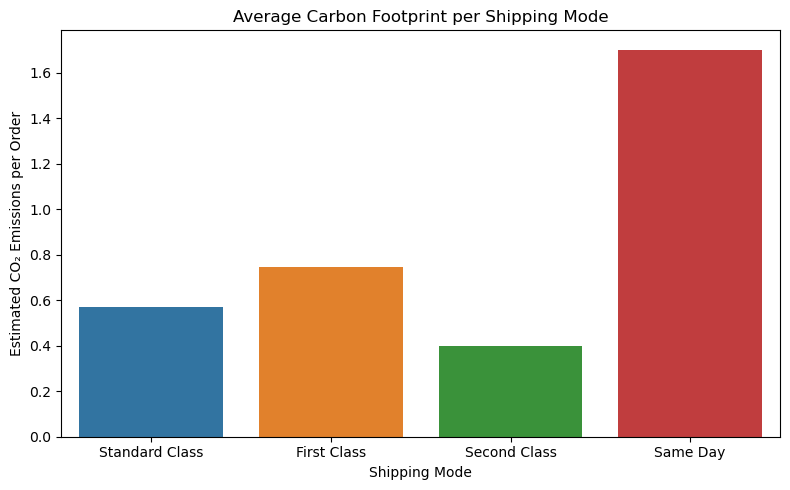 Average Carbon Footprint per Shipping Mode
Estimated CO₂ Emissions per Order
1.6
1.4
1.2
1.0
0.8
0.6
0.4
0.2
0.0
Standard Class
First Class
Second Class
Same Day
Shipping Mode